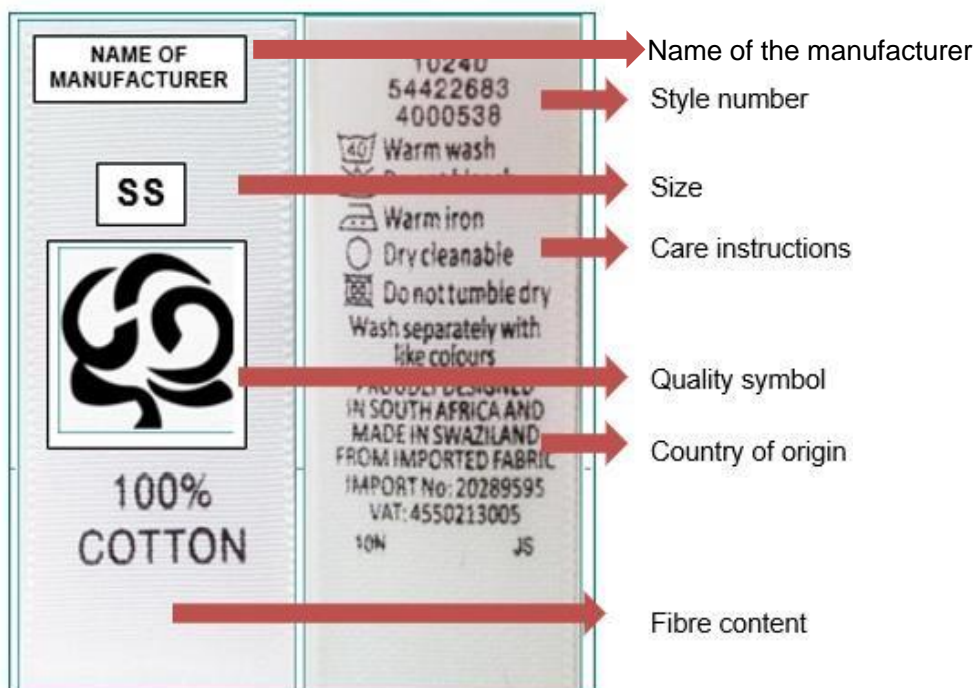 NAME OF
MANUFACTURER
SS
100%
COTTON
10240
54422683
4000538
40 Warm wash
Warm iron
Dry cleanable
Do not tumble dry
Wash separately with
like colours
PROUDLY DESIGNED
IN SOUTH AFRICA AND
MADE IN SWAZILAND
FROM IMPORTED FABRIC
IMPORT No: 20289595
VAT: 4550213005
10N JS
Name of the manufacturer
Style number
Size
Care instructions
Quality symbol
Country of origin
Fibre content